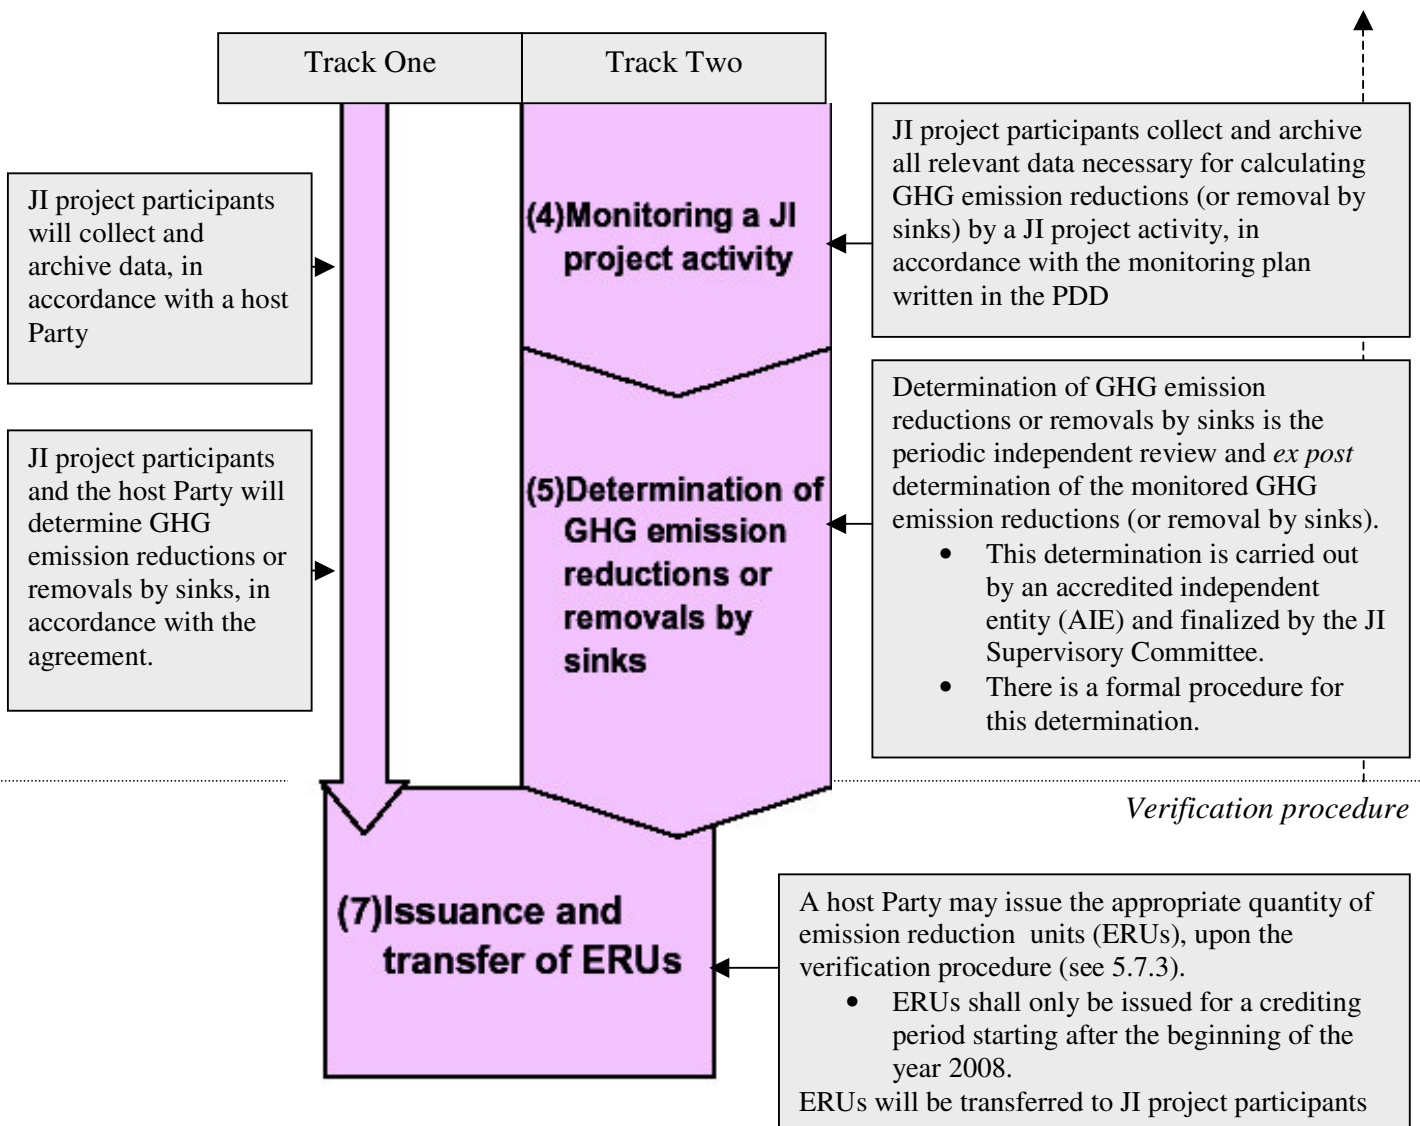 Track One
Track Two
JI project participants
will collect and
archive data, in
accordance with a host
Party
(4)Monitoring a JI
project activity
JI project participants collect and archive
all relevant data necessary for calculating
GHG emission reductions (or removal by
sinks) by a JI project activity, in
accordance with the monitoring plan
written in the PDD
JI project participants
and the host Party will
determine GHG
emission reductions or
removals by sinks, in
accordance with the
agreement.
(5)Determination of
GHG emission
reductions or
removals by
sinks
Determination of GHG emission
reductions or removals by sinks is the
periodic independent review and ex post
determination of the monitored GHG
emission reductions (or removal by sinks).
• This determination is carried out
by an accredited independent
entity (AIE) and finalized by the JI
Supervisory Committee.
• There is a formal procedure for
this determination.
Verification procedure
(7)Issuance and
transfer of ERUs
A host Party may issue the appropriate quantity of
emission reduction units (ERUs), upon the
verification procedure (see 5.7.3).
• ERUs shall only be issued for a crediting
period starting after the beginning of the
year 2008.
ERUs will be transferred to JI project participants